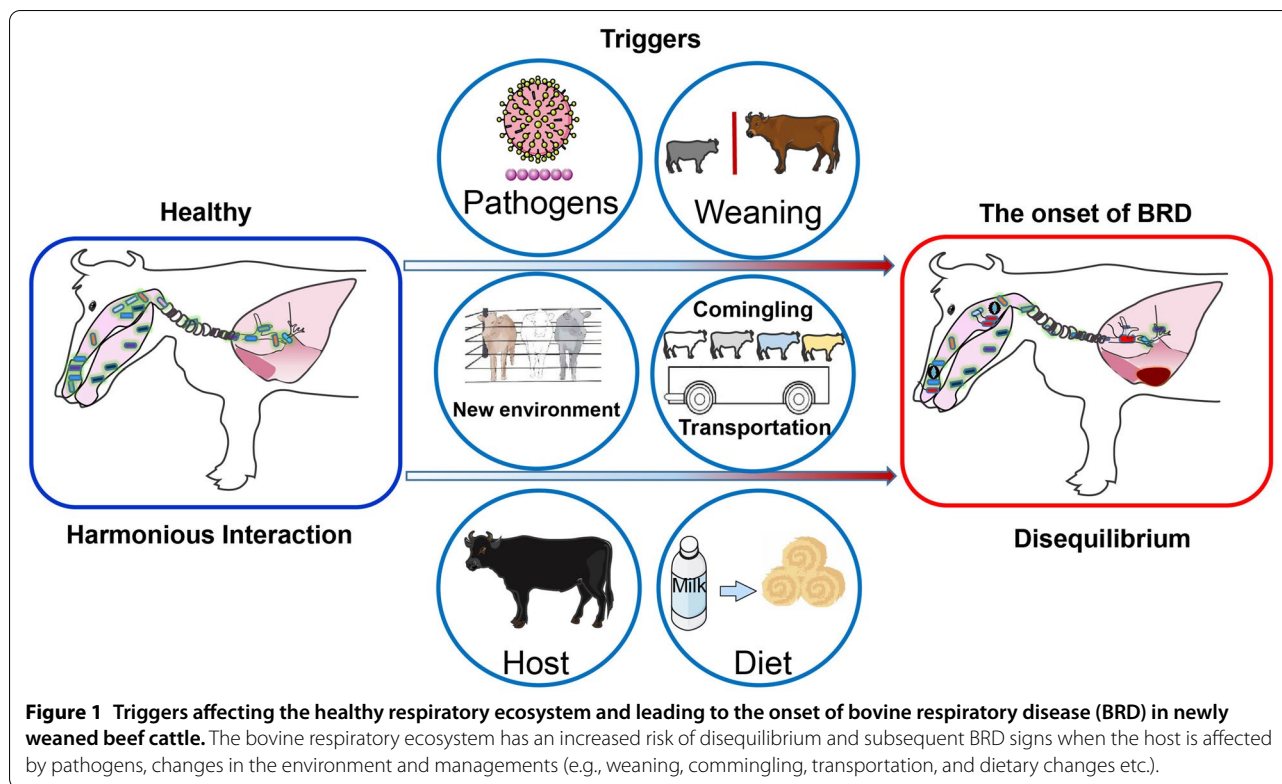 Triggers
Pathogens
Weaning
Healthy
The onset of BRD
New environment
Comingling
Transportation
Harmonious Interaction
Disequilibrium
Host
Milk
Diet
Figure 1 Triggers affecting the healthy respiratory ecosystem and leading to the onset of bovine respiratory disease (BRD) in newly
weaned beef cattle. The bovine respiratory ecosystem has an increased risk of disequilibrium and subsequent BRD signs when the host is affected
by pathogens, changes in the environment and managements (e.g., weaning, commingling, transportation, and dietary changes etc.).